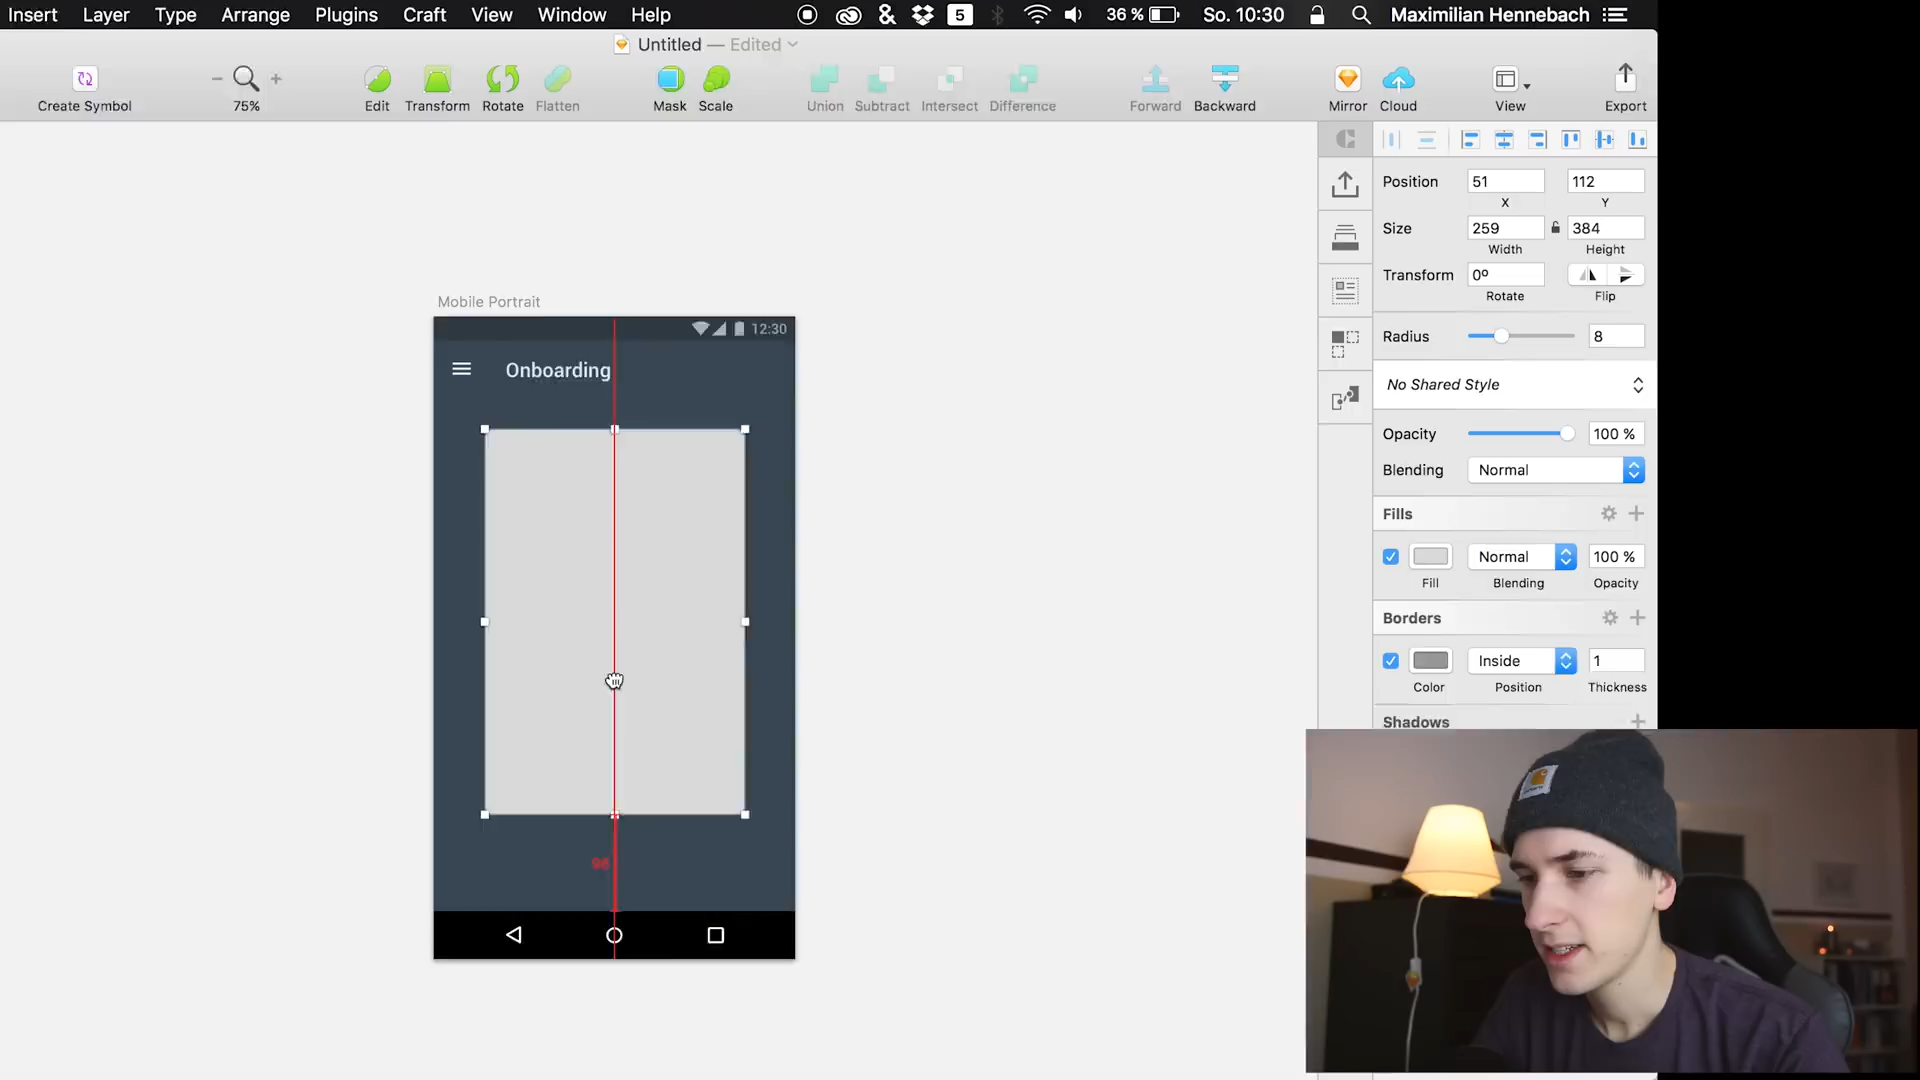 Insert Layer Type Arrange Plugins Craft View Window Help & 5 36 % So. 10:30 Maximilian Hennebach
Untitled — Edited
Create Symbol 75% Edit Transform Rotate Flatten Mask Scale Union Subtract Intersect Difference Forward Backward Mirror Cloud View Export
Position 51 112
X Y
Size 259 384
Width Height
Transform 0º
Rotate Flip
Radius 8
No Shared Style
Opacity 100 %
Blending Normal
Fills
Normal 100 %
Fill Blending Opacity
Borders
Inside 1
Color Position Thickness
Shadows
Mobile Portrait
12:30
Onboarding
96